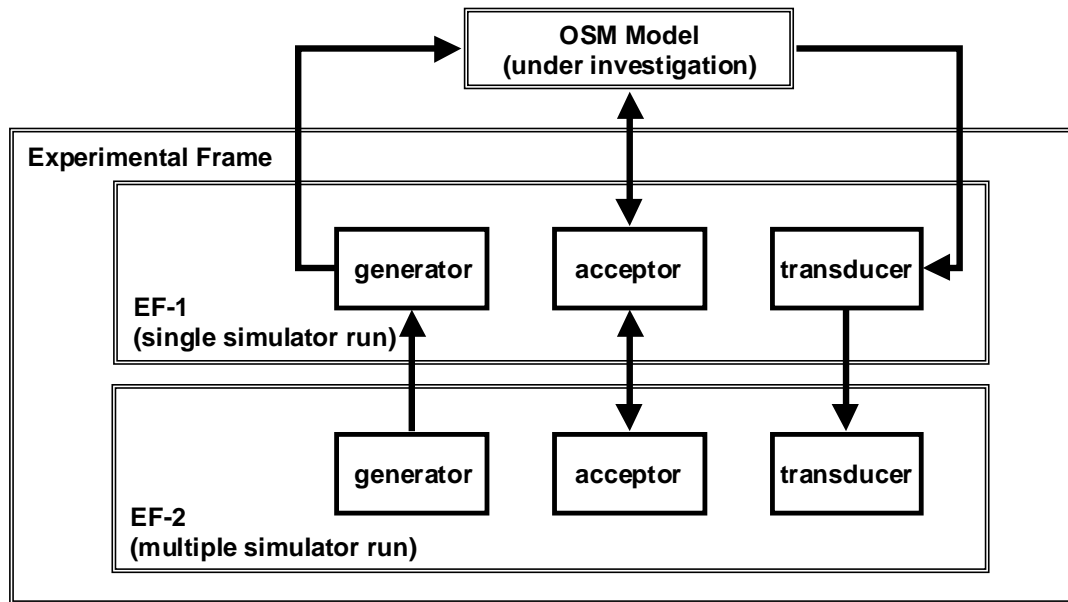 OSM Model
(under investigation)
Experimental Frame
generator
acceptor
transducer
EF-1
(single simulator run)
generator
acceptor
transducer
EF-2
(multiple simulator run)